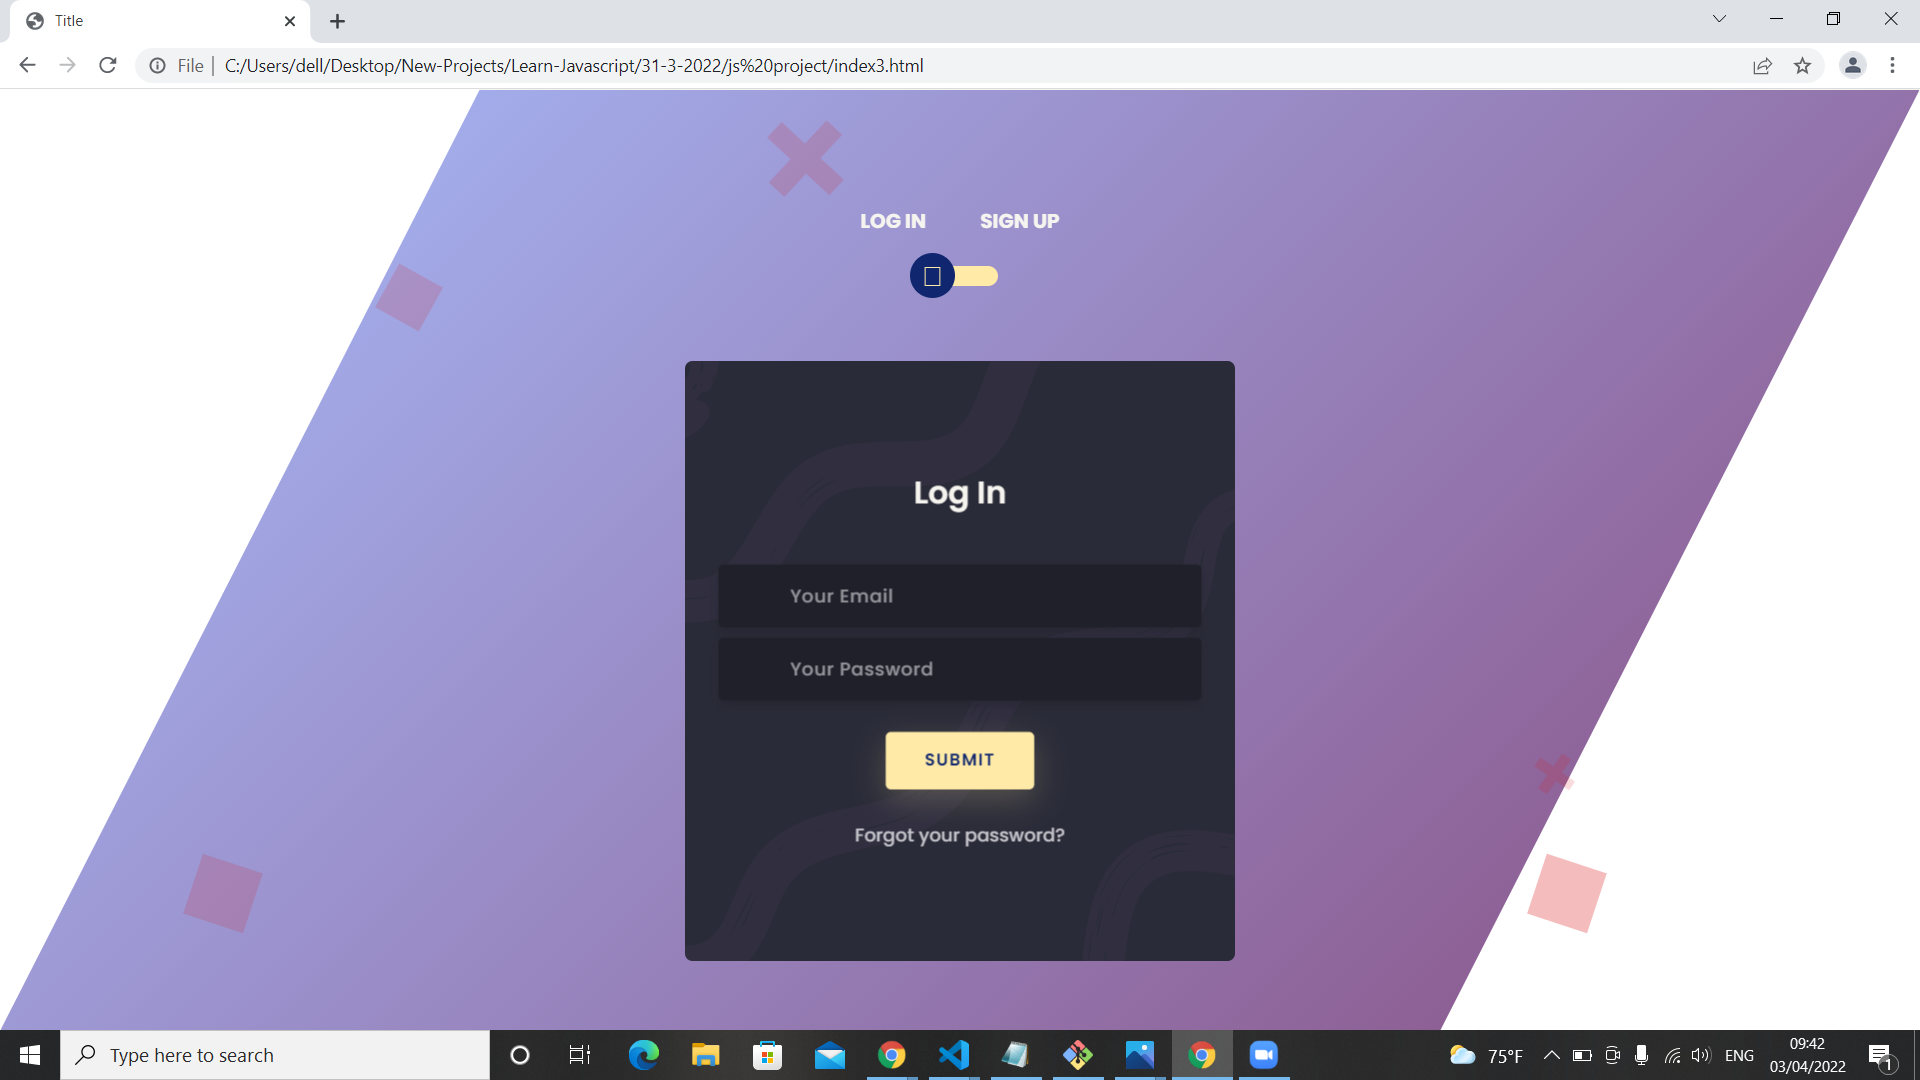 Title
File | C:/Users/dell/Desktop/New-Projects/Learn-Javascript/31-3-2022/js%20project/index3.html
LOG IN SIGN UP
Log In
Your Email
Your Password
SUBMIT
Forgot your password?
Type here to search
75°F
ENG
09:42
03/04/2022
1